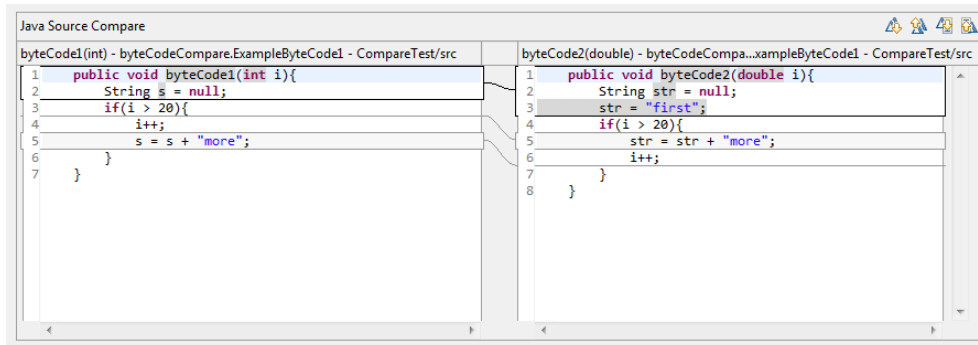 Java Source Compare
byteCode1(int) - byteCodeCompare.ExampleByteCode1 - CompareTest/src
1 public void byteCode1(int i){
2 String s = null;
3 if(i > 20){
4 i++;
5 s = s + "more";
6 }
7 }
byteCode2(double) - byteCodeCompa...xampleByteCode1 - CompareTest/src
1 public void byteCode2(double i){
2 String str = null;
3 str = "first";
4 if(i > 20){
5 str = str + "more";
6 i++;
7 }
8 }